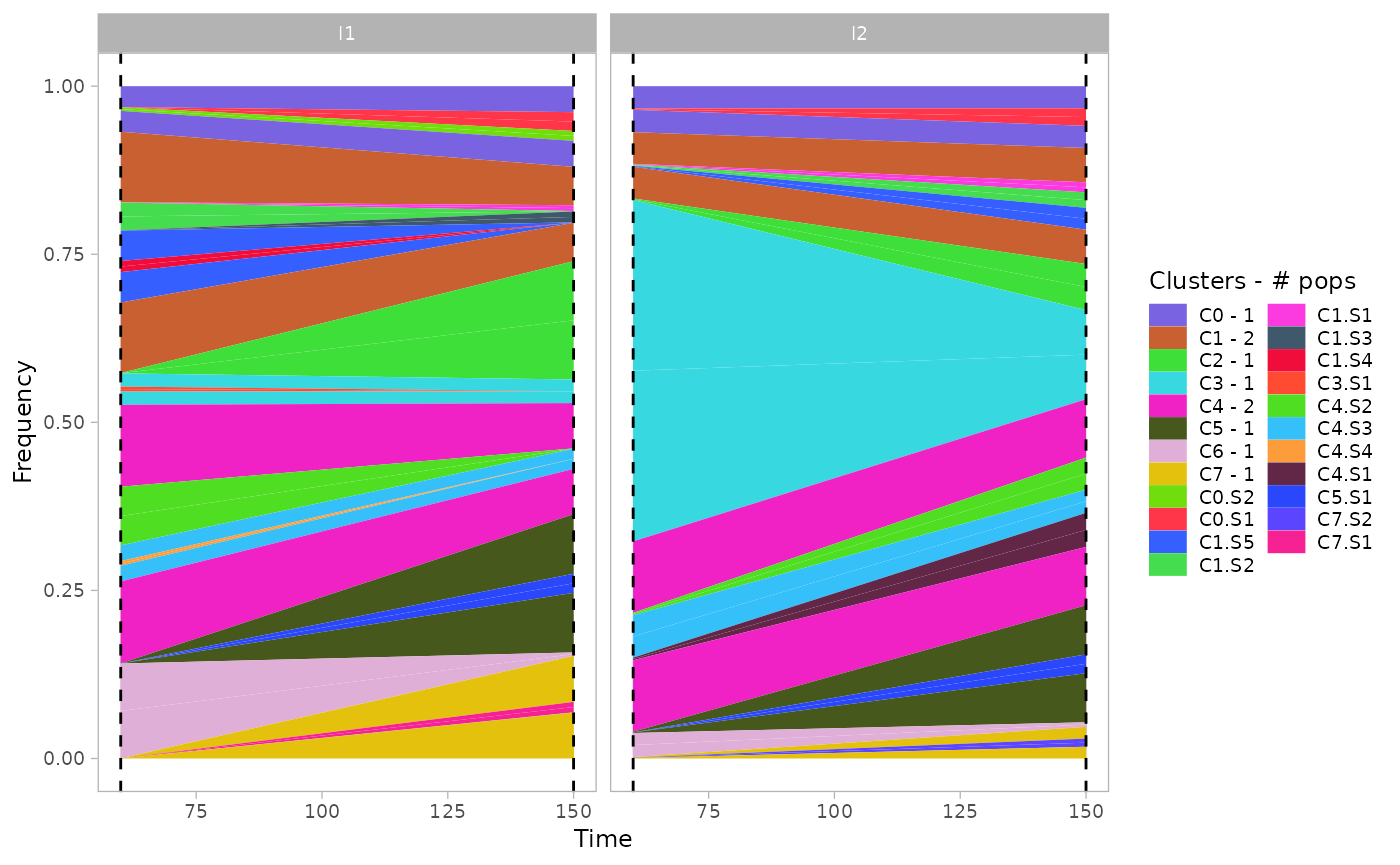 I1
I2
1.00
0.75
0.50
0.25
0.00
Frequency
75
100
125
150
75
100
125
150
Time
Clusters - # pops
C0 - 1
C1 - 2
C2 - 1
C3 - 1
C4 - 2
C5 - 1
C6 - 1
C7 - 1
C0.S2
C0.S1
C1.S5
C1.S2
C1.S1
C1.S3
C1.S4
C3.S1
C4.S2
C4.S3
C4.S4
C4.S1
C5.S1
C7.S2
C7.S1